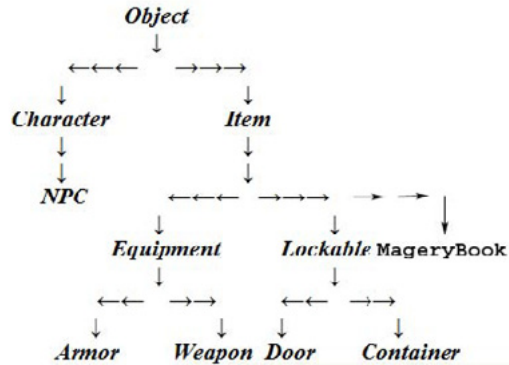 Object
Character Item
NPC
Equipment Lockable MageryBook
Armor Weapon Door Container